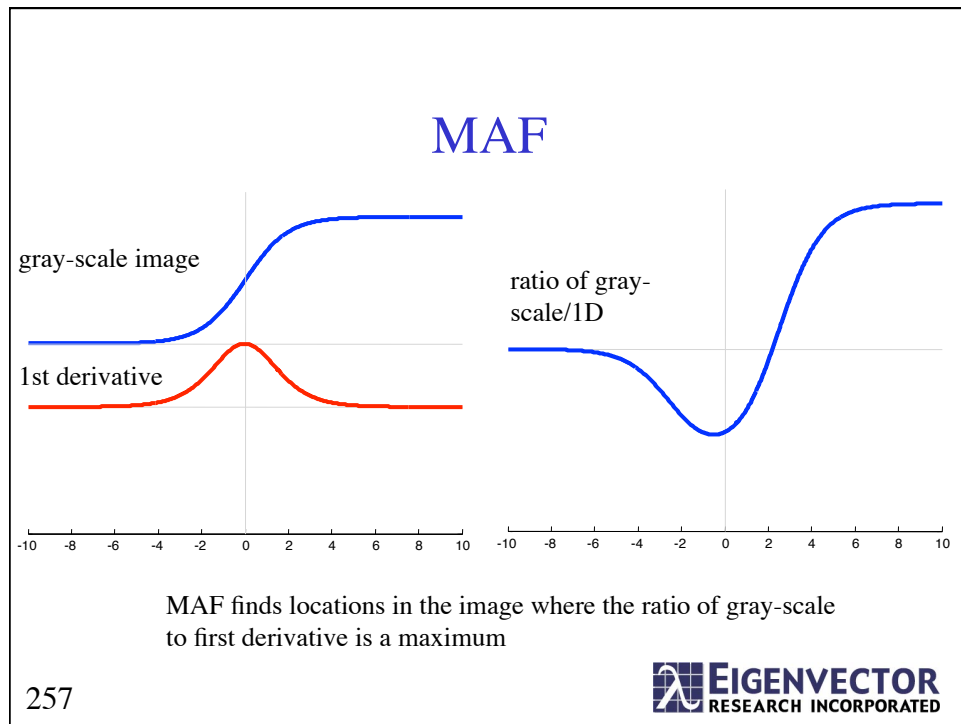 MAF
gray-scale image
1st derivative
-10 -8 -6 -4 -2 0 2 4 6 8 10
ratio of gray-
scale/1D
-10 -8 -6 -4 -2 0 2 4 6 8 10
MAF finds locations in the image where the ratio of gray-scale
to first derivative is a maximum
257
λ EIGENVECTOR
RESEARCH INCORPORATED